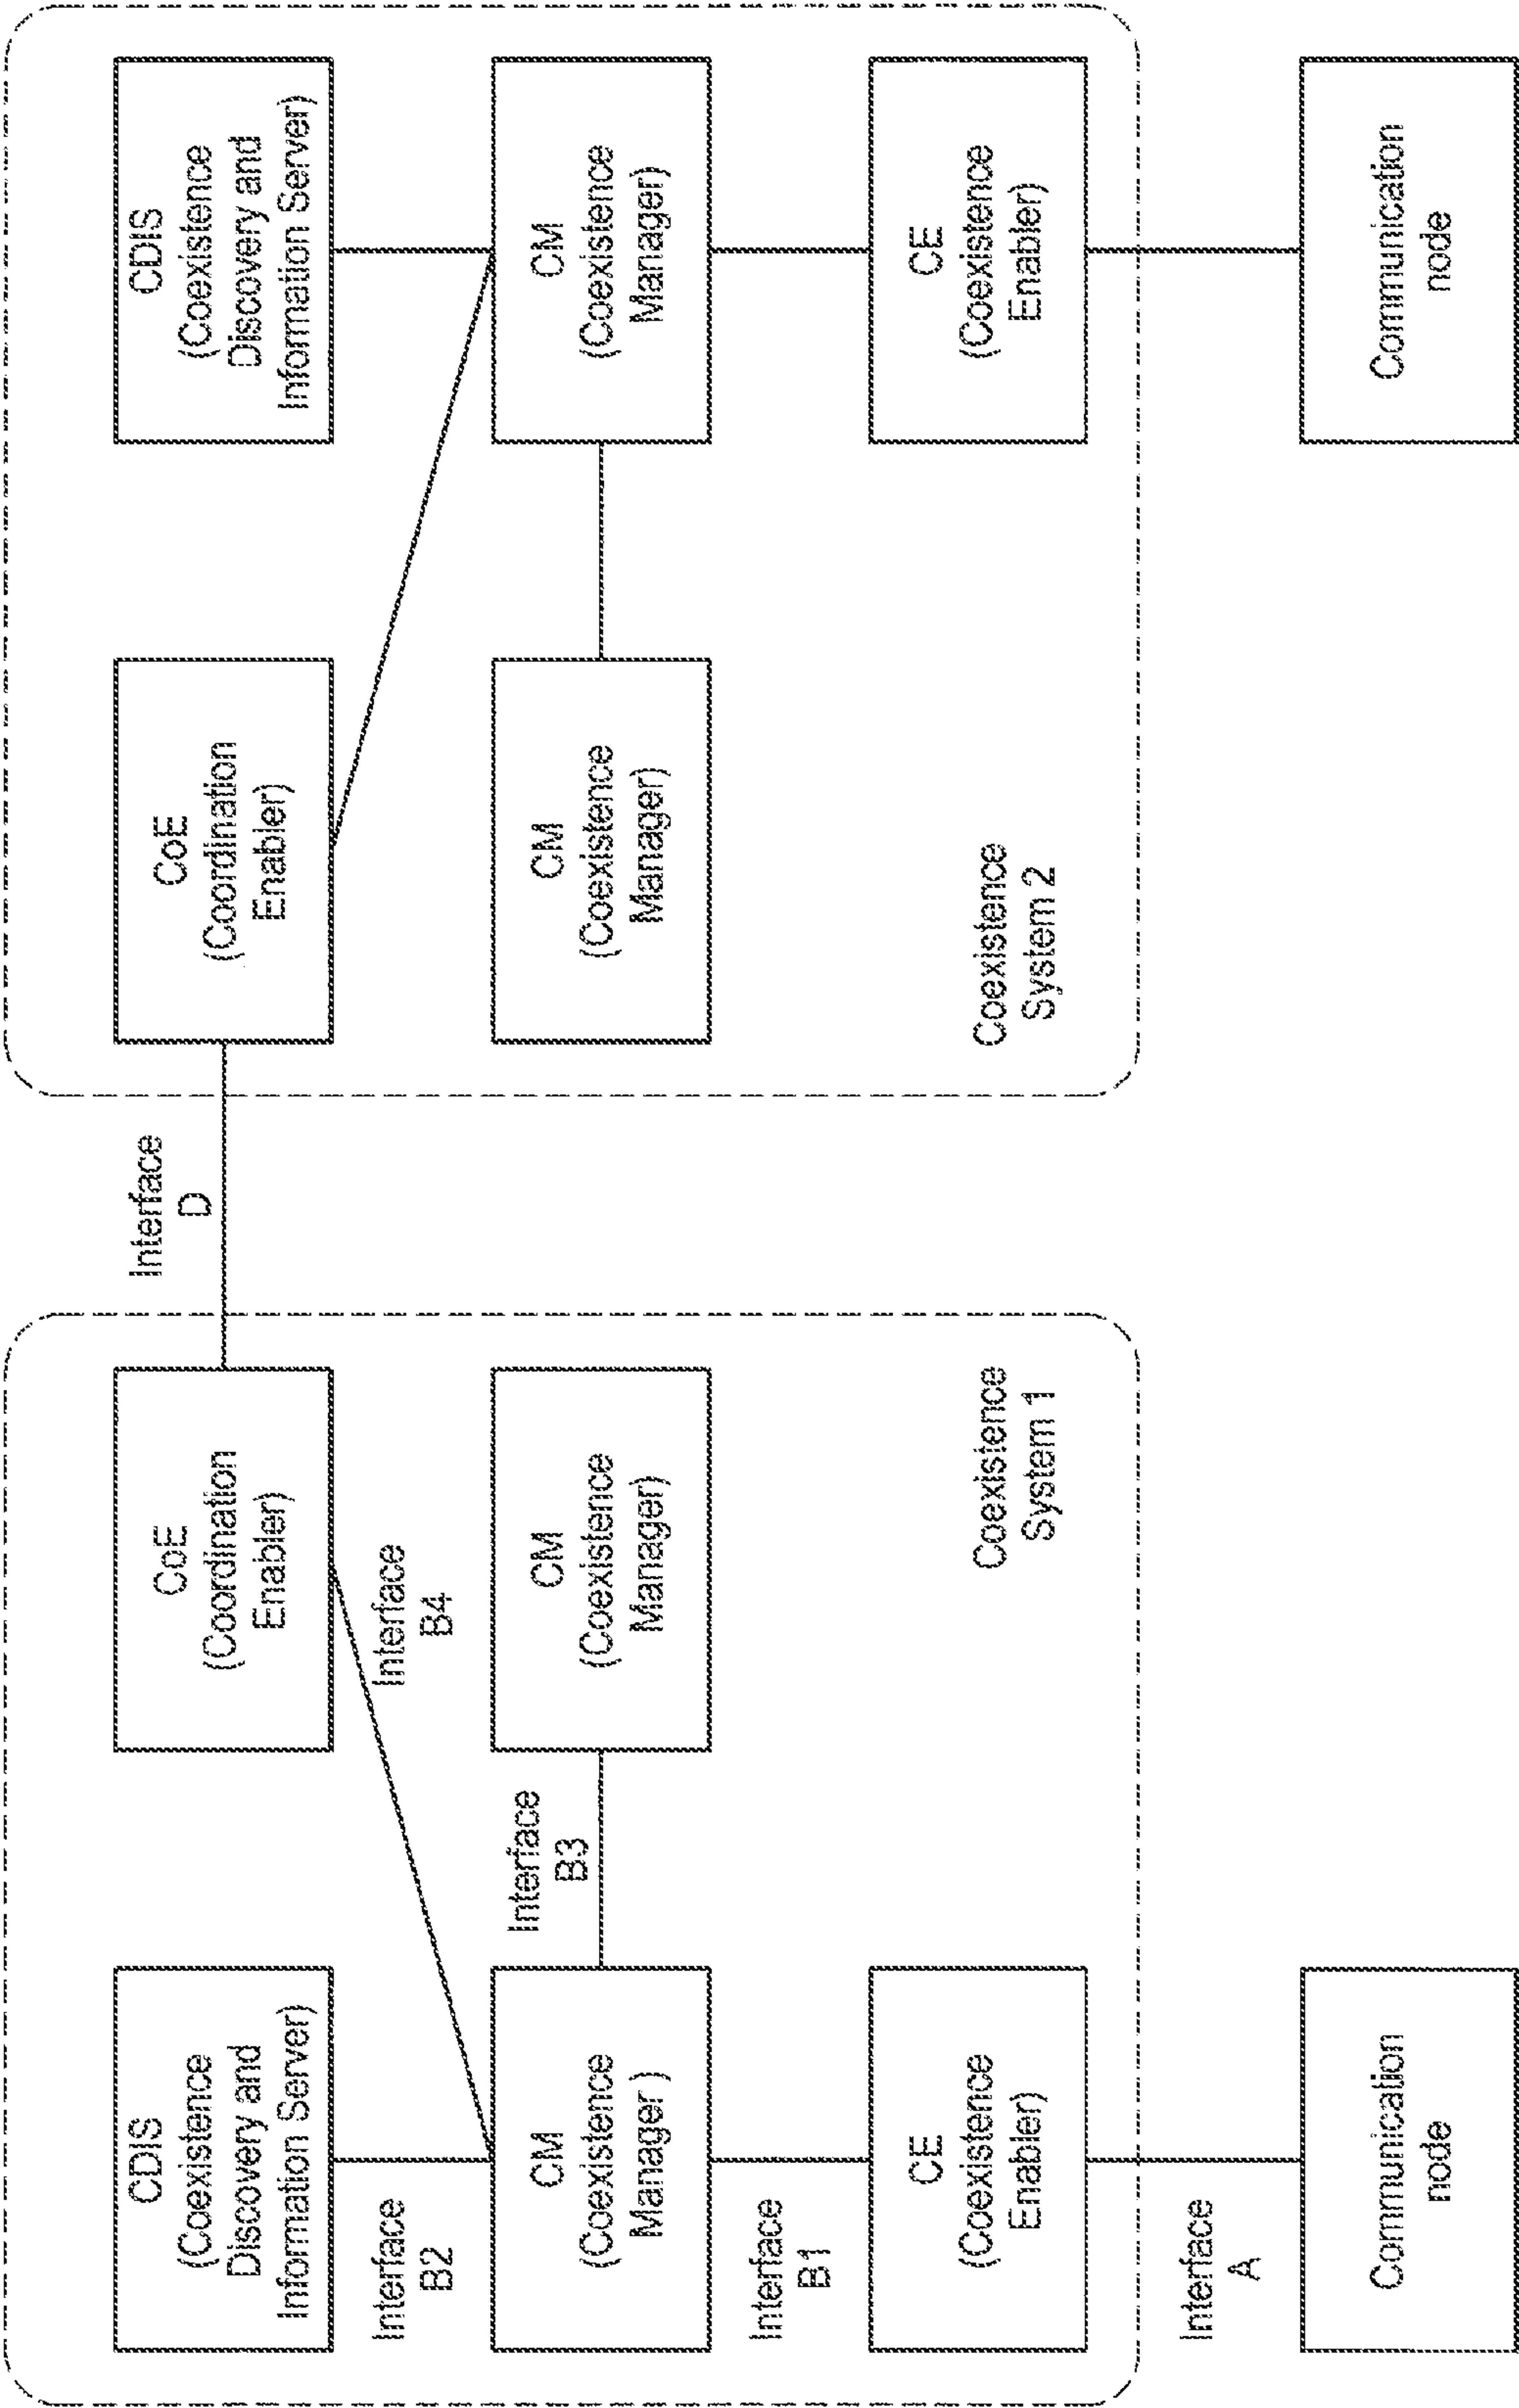 CDIS
(Coexistence
Discovery and
Information Server)
CoE
(Coordination
Enabler)
Interface
D
CoE
(Coordination
Enabler)
CDIS
(Coexistence
Discovery and
Information Server)
Interface
B2
Interface
B4
CM
(Coexistence
Manager )
Interface
B3
CM
(Coexistence
Manager)
CM
(Coexistence
Manager)
CM
(Coexistence
Manager)
Interface
B1
CE
(Coexistence
Enabler)
Coexistence
System 1
Coexistence
System 2
CE
(Coexistence
Enabler)
Interface
A
Communication
node
Communication
node